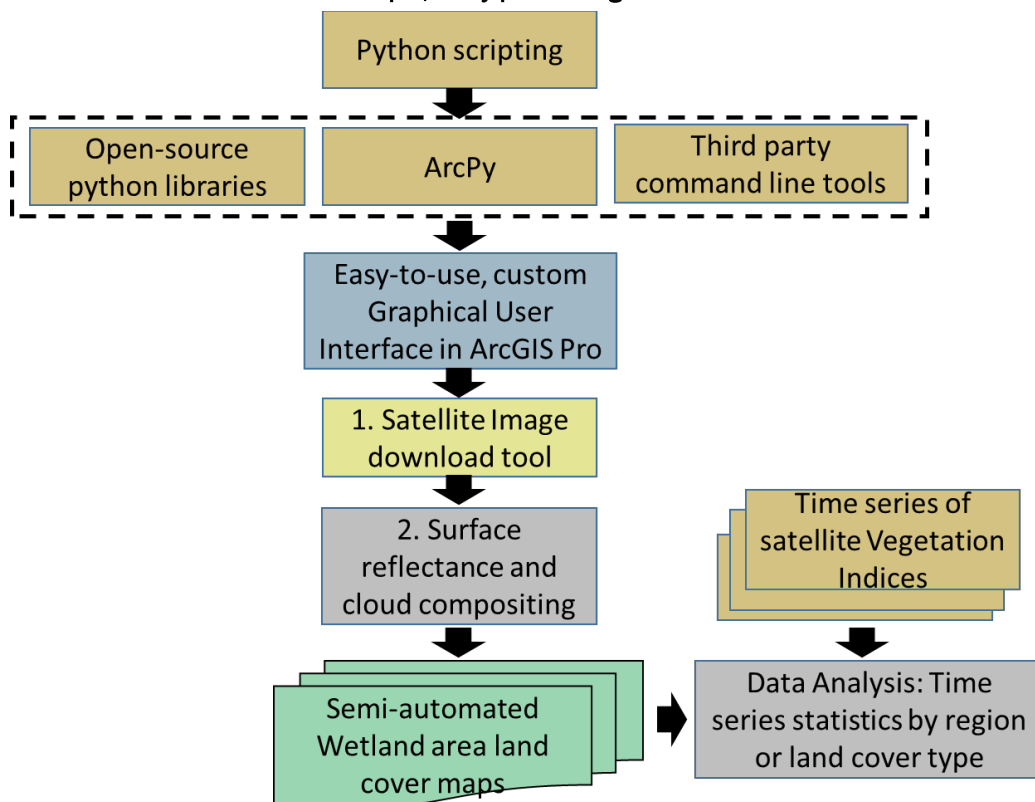 Python scripting
Open-source
python libraries
ArcPy
Third party
command line tools
Easy-to-use, custom
Graphical User
Interface in ArcGIS Pro
1. Satellite Image
download tool
2. Surface
reflectance and
cloud compositing
Time series of
satellite Vegetation
Indices
Semi-automated
Wetland area land
cover maps
Data Analysis: Time
series statistics by region
or land cover type